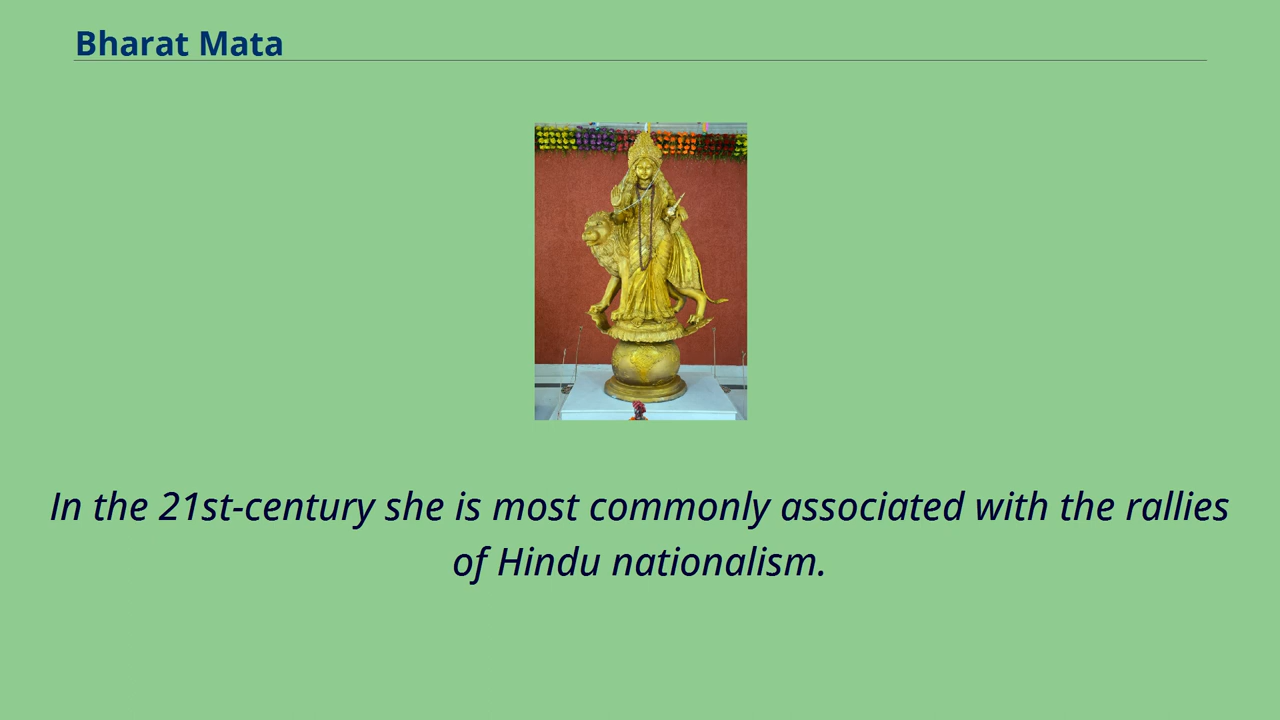 Bharat Mata
In the 21st-century she is most commonly associated with the rallies
of Hindu nationalism.